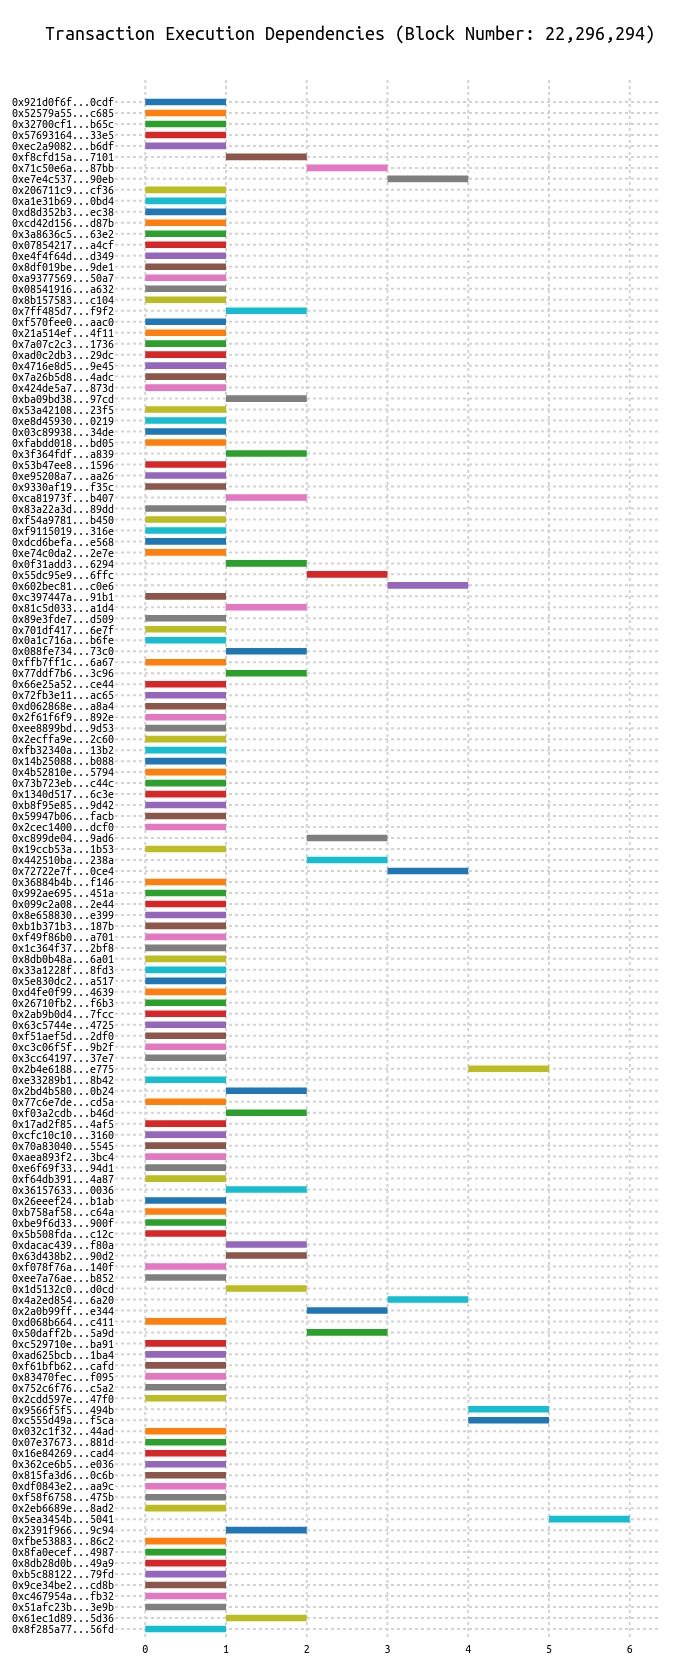 Transaction Execution Dependencies (Block Number: 22,296,294)
0x921d0f6f...0cdf
0x52579a55...c685
0x32700cf1...b65c
0x57693164...33e5
0xec2a9082...b6df
0xf8cfd15a...7101
0x71c50e6a...87bb
0xe7e4c537...90eb
0x206711c9...cf36
0xa1e31b69...0bd4
0xd8d352b3...ec38
0xcd42d156...d87b
0x3a8636c5...63e2
0x07854217...a4cf
0xe4f4f64d...d349
0x8df019be...9de1
0xa9377569...50a7
0x08541916...a632
0x8b157583...c104
0x7ff485d7...f9f2
0xf570fee0...aac0
0x21a514ef...4f11
0x7a07c2c3...1736
0xad0c2db3...29dc
0x4716e8d5...9e45
0x7a26b5d8...4adc
0x424de5a7...873d
0xba09bd38...97cd
0x53a42108...23f5
0xe8d45930...0219
0x03c89938...34de
0xfabdd018...bd05
0x3f364fdf...a839
0x53b47ee8...1596
0xe95208a7...aa26
0x9330af19...f35c
0xca81973f...b407
0x83a22a3d...89dd
0xf54a9781...b450
0xf9115019...316e
0xdcd6befa...e568
0xe74c0da2...2e7e
0x0f31add3...6294
0x55dc95e9...6ffc
0x602bec81...c0e6
0xc397447a...91b1
0x81c5d033...a1d4
0x89e3fde7...d509
0x701df417...6e7f
0x0a1c716a...b6fe
0x088fe734...73c0
0xffb7ff1c...6a67
0x77ddf7b6...3c96
0x66e25a52...ce44
0x72fb3e11...ac65
0xd062868e...a8a4
0x2f61f6f9...892e
0xee8899bd...9d53
0x2ecffa9e...2c60
0xfb32340a...13b2
0x14b25088...b088
0x4b52810e...5794
0x73b723eb...c44c
0x1340d517...6c3e
0xb8f95e85...9d42
0x59947b06...facb
0x2cec1400...dcf0
0xc899de04...9ad6
0x19ccb53a...1b53
0x442510ba...238a
0x72722e7f...0ce4
0x36884b4b...f146
0x992ae695...451a
0x099c2a08...2e44
0x8e658830...e399
0xb1b371b3...187b
0xf49f86b0...a701
0x1c364f37...2bf8
0x8db0b48a...6a01
0x33a1228f...8fd3
0x5e830dc2...a517
0xd4fe0f99...4639
0x26710fb2...f6b3
0x2ab9b0d4...7fcc
0x63c5744e...4725
0xf51aef5d...2df0
0xc3c06f5f...9b2f
0x3cc64197...37e7
0x2b4e6188...e775
0xe33289b1...8b42
0x2bd4b580...0b24
0x77c6e7de...cd5a
0xf03a2cdb...b46d
0x17ad2f85...4af5
0xcfc10c10...3160
0x70a83040...5545
0xaea893f2...3bc4
0xe6f69f33...94d1
0xf64db391...4a87
0x36157633...0036
0x26eeef24...b1ab
0xb758af58...c64a
0xbe9f6d33...900f
0x5b508fda...c12c
0xdacac439...f80a
0x63d438b2...90d2
0xf078f76a...140f
0xee7a76ae...b852
0x1d5132c0...d0cd
0x4a2ed854...6a20
0x2a0b99ff...e344
0xd068b664...c411
0x50daff2b...5a9d
0xc529710e...ba91
0xad625bcb...1ba4
0xf61bfb62...cafd
0x83470fec...f095
0x752c6f76...c5a2
0x2cdd597e...47f0
0x9566f5f5...494b
0xc555d49a...f5ca
0x032c1f32...44ad
0x07e37673...881d
0x16e84269...cad4
0x362ce6b5...e036
0x815fa3d6...0c6b
0xdf0843e2...aa9c
0xf58f6758...475b
0x2eb6689e...8ad2
0x5ea3454b...5041
0x2391f966...9c94
0xfbe53883...86c2
0x8fa0ecef...4987
0x8db28d0b...49a9
0xb5c88122...79fd
0x9ce34be2...cd8b
0xc467954a...fb32
0x51afc23b...3e9b
0x61ec1d89...5d36
0x8f285a77...56fd
0 1 2 3 4 5 6